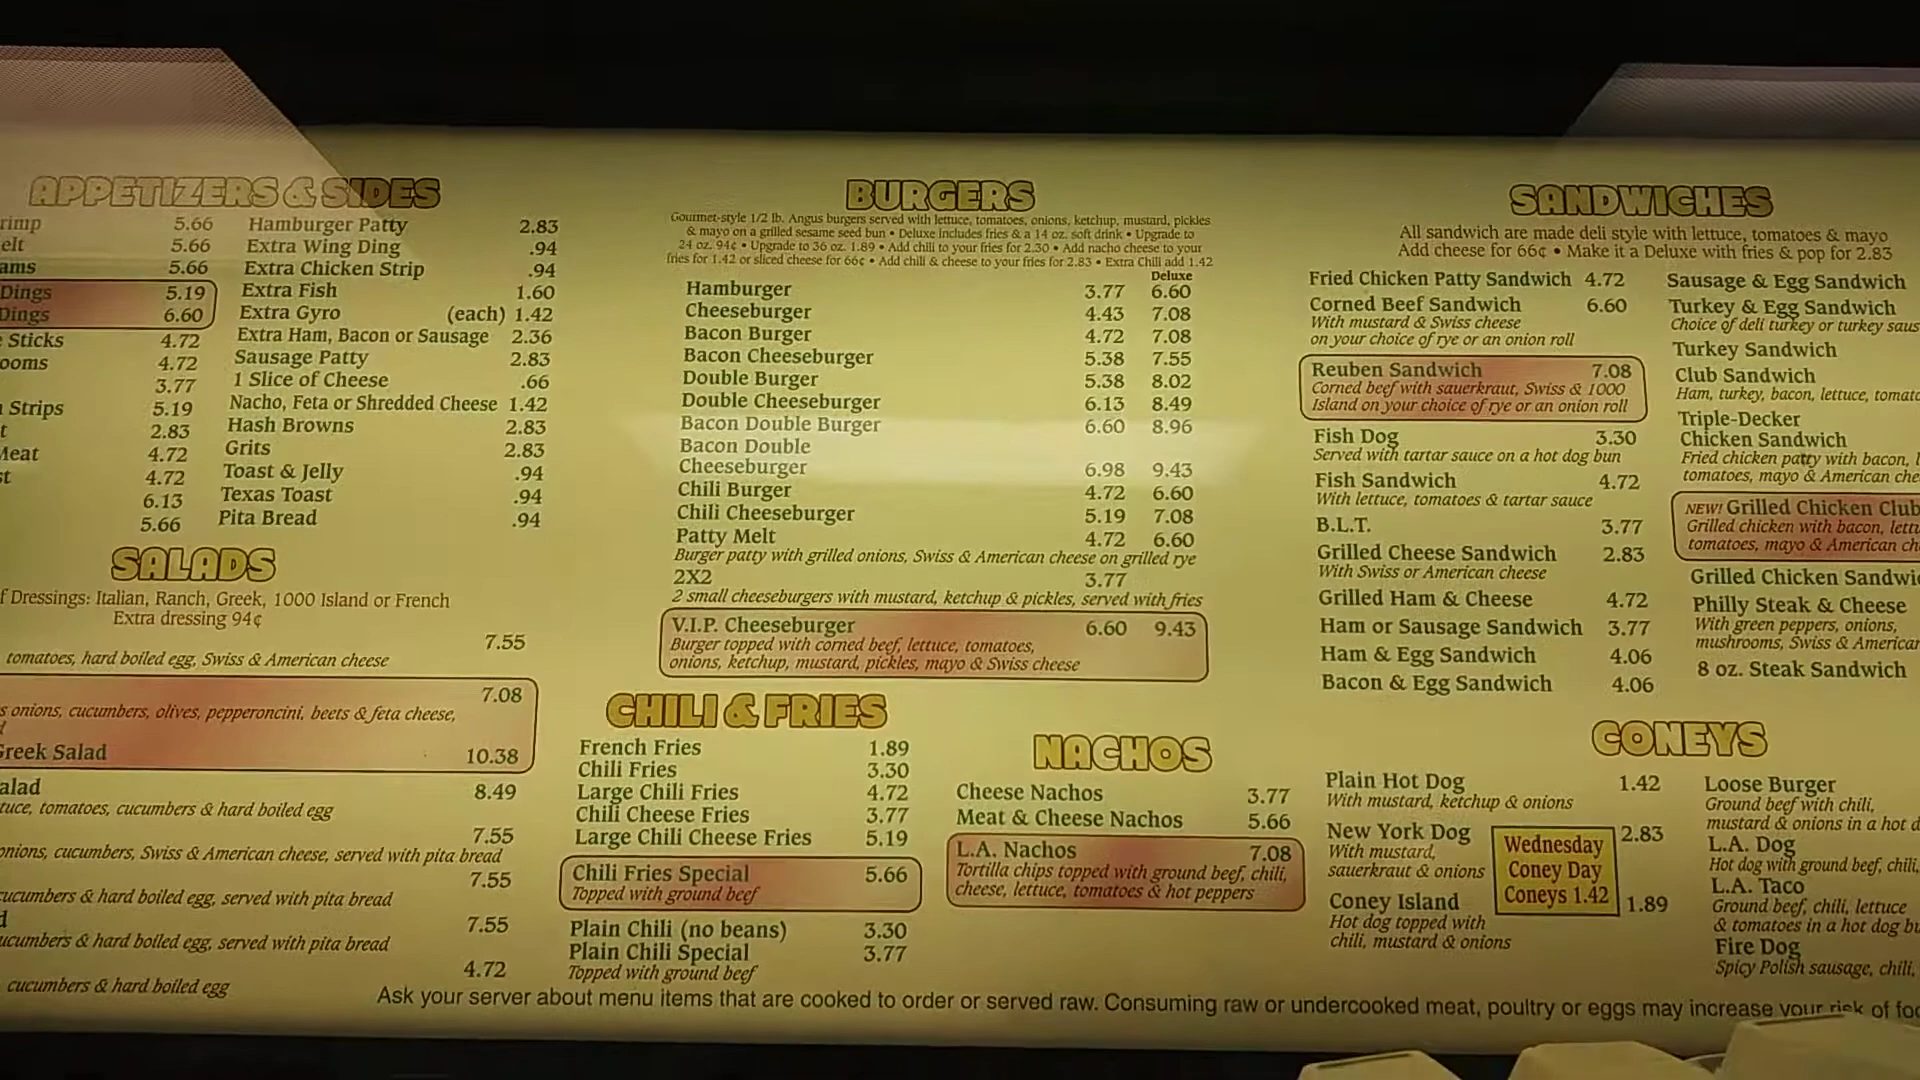 APPETIZERS & SIDES
rimp 5.66
elt 5.66
ams 5.66
Dings 5.19
Dings 6.60
Sticks 4.72
ooms 4.72
3.77
Strips 5.19
t 2.83
Meat 4.72
st 4.72
6.13
5.66
Hamburger Patty 2.83
Extra Wing Ding .94
Extra Chicken Strip .94
Extra Fish 1.60
Extra Gyro (each) 1.42
Extra Ham, Bacon or Sausage 2.36
Sausage Patty 2.83
1 Slice of Cheese .66
Nacho, Feta or Shredded Cheese 1.42
Hash Browns 2.83
Grits 2.83
Toast & Jelly .94
Texas Toast .94
Pita Bread .94
SALADS
f Dressings: Italian, Ranch, Greek, 1000 Island or French
Extra dressing 94¢
7.55
tomatoes, hard boiled egg, Swiss & American cheese
7.08
s onions, cucumbers, olives, pepperoncini, beets & feta cheese,
Greek Salad 10.38
alad 8.49
tuce, tomatoes, cucumbers & hard boiled egg
7.55
onions, cucumbers, Swiss & American cheese, served with pita bread
7.55
cucumbers & hard boiled egg, served with pita bread
d 7.55
ucumbers & hard boiled egg, served with pita bread
4.72
cucumbers & hard boiled egg
BURGERS
Gourmet-style 1/2 lb. Angus burgers served with lettuce, tomatoes, onions, ketchup, mustard, pickles
& mayo on a grilled sesame seed bun • Deluxe includes fries & a 14 oz. soft drink • Upgrade to
24 oz. 94¢ • Upgrade to 36 oz. 1.89 • Add chili to your fries for 2.30 • Add nacho cheese to your
fries for 1.42 or sliced cheese for 66¢ • Add chili & cheese to your fries for 2.83 • Extra Chili add 1.42
Deluxe
Hamburger 3.77 6.60
Cheeseburger 4.43 7.08
Bacon Burger 4.72 7.08
Bacon Cheeseburger 5.38 7.55
Double Burger 5.38 8.02
Double Cheeseburger 6.13 8.49
Bacon Double Burger 6.60 8.96
Bacon Double
Cheeseburger 6.98 9.43
Chili Burger 4.72 6.60
Chili Cheeseburger 5.19 7.08
Patty Melt 4.72 6.60
Burger patty with grilled onions, Swiss & American cheese on grilled rye
2X2 3.77
2 small cheeseburgers with mustard, ketchup & pickles, served with fries
V.I.P. Cheeseburger 6.60 9.43
Burger topped with corned beef, lettuce, tomatoes,
onions, ketchup, mustard, pickles, mayo & Swiss cheese
CHILI & FRIES
French Fries 1.89
Chili Fries 3.30
Large Chili Fries 4.72
Chili Cheese Fries 3.77
Large Chili Cheese Fries 5.19
Chili Fries Special 5.66
Topped with ground beef
Plain Chili (no beans) 3.30
Plain Chili Special 3.77
Topped with ground beef
NACHOS
Cheese Nachos 3.77
Meat & Cheese Nachos 5.66
L.A. Nachos 7.08
Tortilla chips topped with ground beef, chili,
cheese, lettuce, tomatoes & hot peppers
SANDWICHES
All sandwich are made deli style with lettuce, tomatoes & mayo
Add cheese for 66¢ • Make it a Deluxe with fries & pop for 2.83
Fried Chicken Patty Sandwich 4.72
Corned Beef Sandwich 6.60
With mustard & Swiss cheese
on your choice of rye or an onion roll
Reuben Sandwich 7.08
Corned beef with sauerkraut, Swiss & 1000
Island on your choice of rye or an onion roll
Fish Dog 3.30
Served with tartar sauce on a hot dog bun
Fish Sandwich 4.72
With lettuce, tomatoes & tartar sauce
B.L.T. 3.77
Grilled Cheese Sandwich 2.83
With Swiss or American cheese
Grilled Ham & Cheese 4.72
Ham or Sausage Sandwich 3.77
Ham & Egg Sandwich 4.06
Bacon & Egg Sandwich 4.06
Sausage & Egg Sandwich
Turkey & Egg Sandwich
Choice of deli turkey or turkey saus
Turkey Sandwich
Club Sandwich
Ham, turkey, bacon, lettuce, tomato
Triple-Decker
Chicken Sandwich
Fried chicken patty with bacon, l
tomatoes, mayo & American che
NEW! Grilled Chicken Club
Grilled chicken with bacon, lettu
tomatoes, mayo & American ch
Grilled Chicken Sandwi
Philly Steak & Cheese
With green peppers, onions,
mushrooms, Swiss & American
8 oz. Steak Sandwich
CONEYS
Plain Hot Dog 1.42
With mustard, ketchup & onions
New York Dog 2.83
With mustard,
sauerkraut & onions
Coney Island 1.89
Hot dog topped with
chili, mustard & onions
Wednesday
Coney Day
Coneys 1.42
Loose Burger
Ground beef with chili,
mustard & onions in a hot d
L.A. Dog
Hot dog with ground beef, chili,
L.A. Taco
Ground beef, chili, lettuce
& tomatoes in a hot dog bu
Fire Dog
Spicy Polish sausage, chili,
Ask your server about menu items that are cooked to order or served raw. Consuming raw or undercooked meat, poultry or eggs may increase your risk of foo